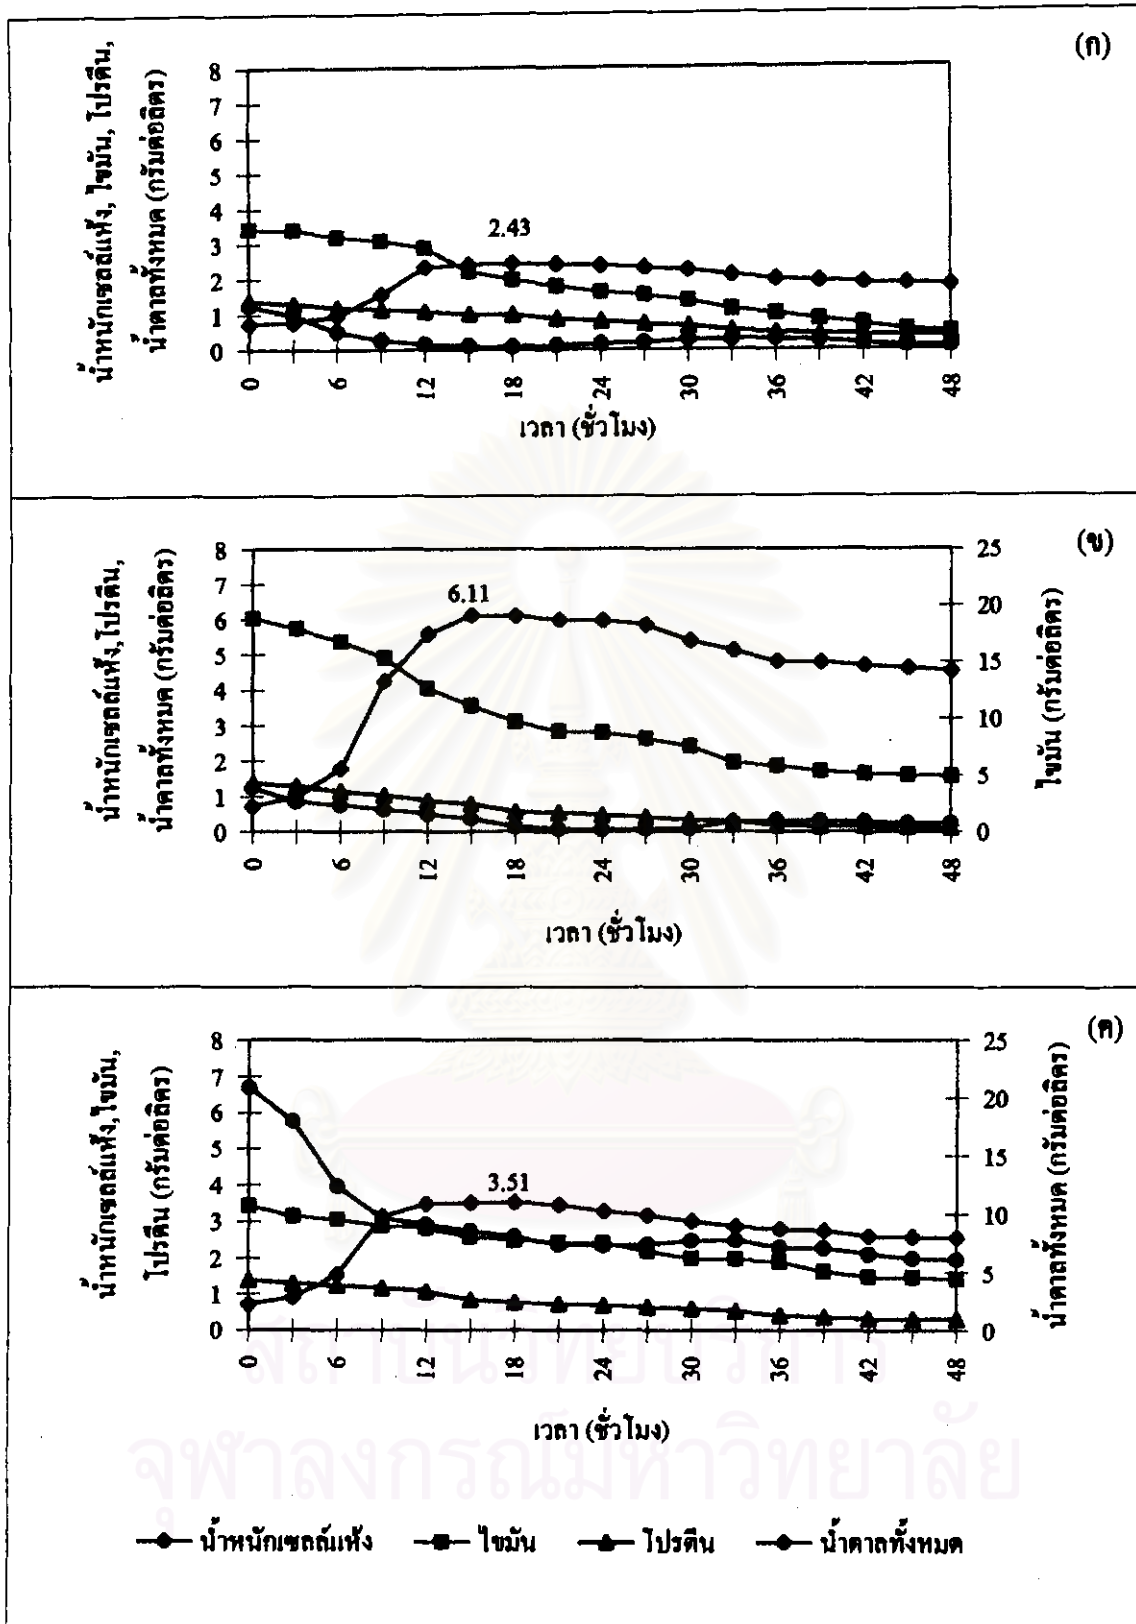 (ก)
น้ำหนักเซลล์แห้ง, ไขมัน, โปรตีน,
น้ำตาลทั้งหมด (กรัมต่อลิตร)
8
7
6
5
4
3
2
1
0
2.43
0 6 12 18 24 30 36 42 48
เวลา (ชั่วโมง)
(ข)
น้ำหนักเซลล์แห้ง,โปรตีน,
น้ำตาลทั้งหมด (กรัมต่อลิตร)
8
7
6
5
4
3
2
1
0
6.11
25
20
15
10
5
0
ไขมัน (กรัมต่อลิตร)
0 6 12 18 24 30 36 42 48
เวลา (ชั่วโมง)
(ค)
น้ำหนักเซลล์แห้ง,ไขมัน,
โปรตีน (กรัมต่อลิตร)
8
7
6
5
4
3
2
1
0
3.51
25
20
15
10
5
0
น้ำตาลทั้งหมด (กรัมต่อลิตร)
0 6 12 18 24 30 36 42 48
เวลา (ชั่วโมง)
สถาบันวิทยบริการ
จุฬาลงกรณ์มหาวิทยาลัย
น้ำหนักเซลล์แห้ง ไขมัน โปรตีน น้ำตาลทั้งหมด